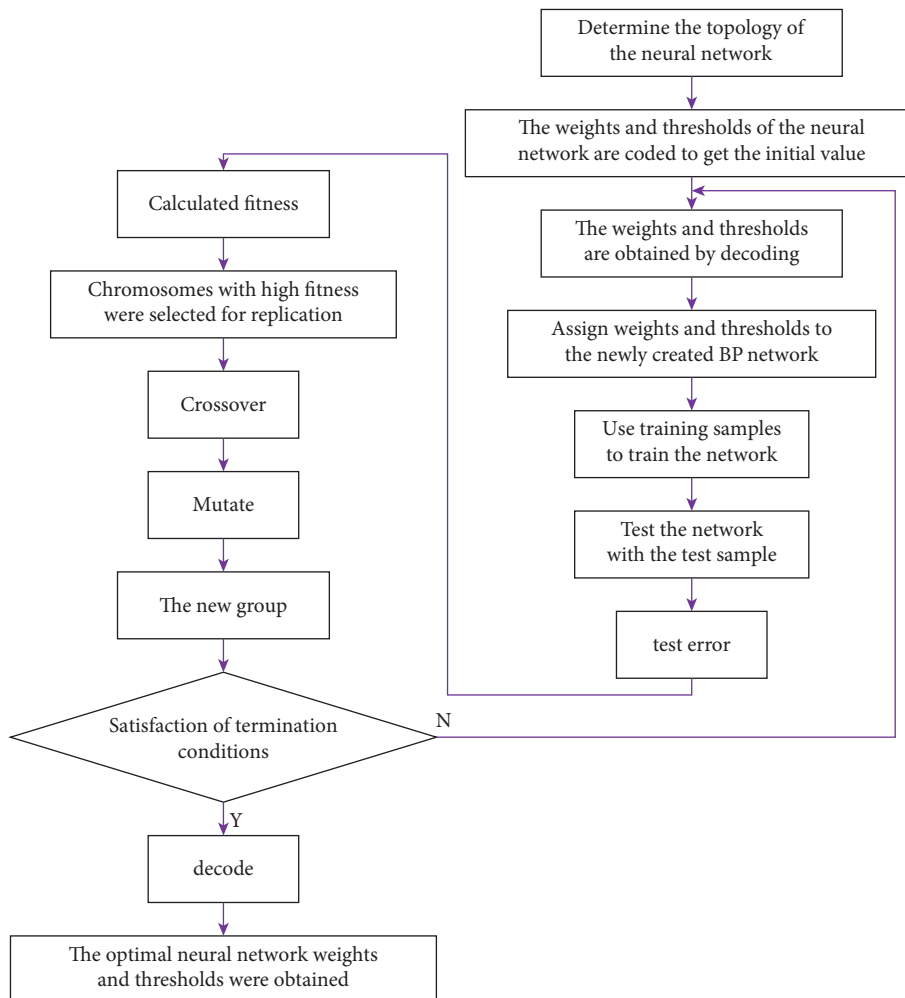 Determine the topology of
the neural network
The weights and thresholds of the neural
network are coded to get the initial value
The weights and thresholds
are obtained by decoding
Assign weights and thresholds to
the newly created BP network
Use training samples
to train the network
Test the network
with the test sample
test error
Calculated fitness
Chromosomes with high fitness
were selected for replication
Crossover
Mutate
The new group
Satisfaction of termination
conditions
N
Y
decode
The optimal neural network weights
and thresholds were obtained